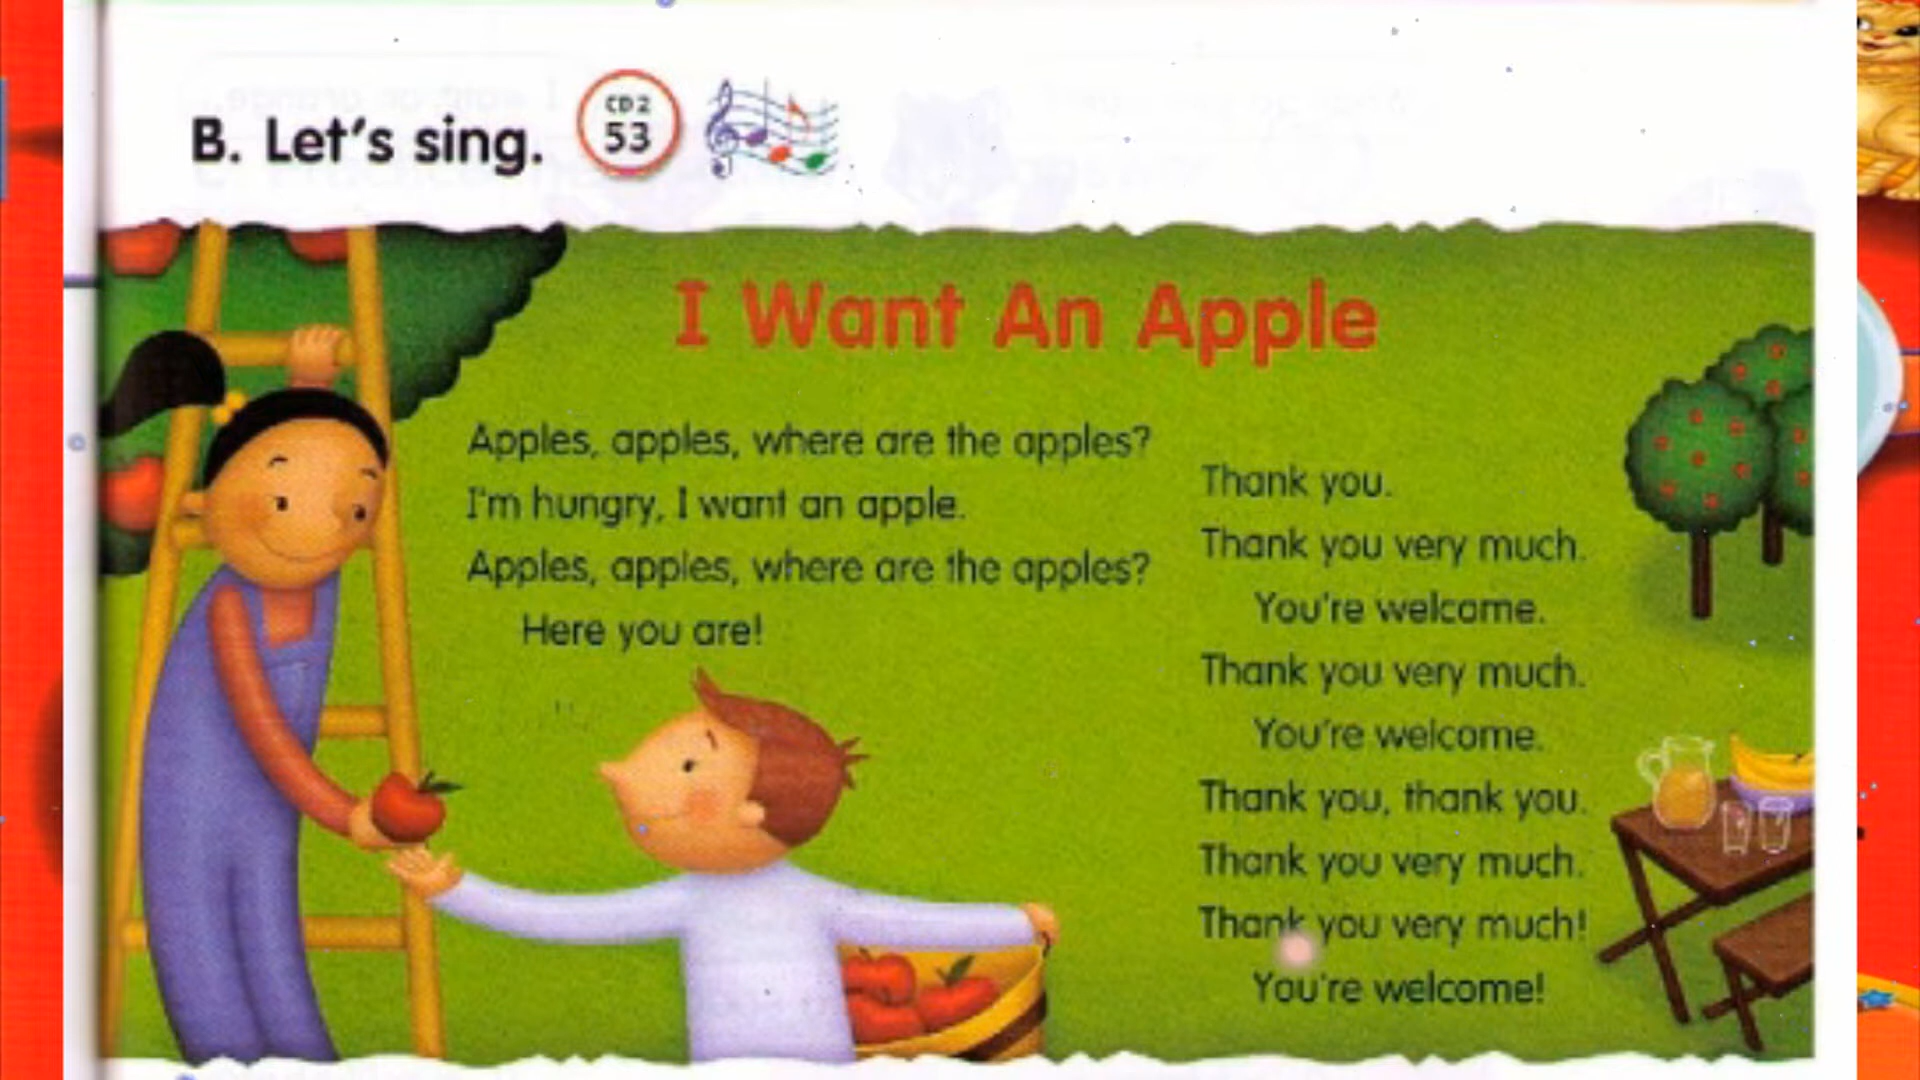 B. Let's sing.
CD 2
53
I Want An Apple
Apples, apples, where are the apples?
I'm hungry, I want an apple.
Apples, apples, where are the apples?
Here you are!
Thank you.
Thank you very much.
You're welcome.
Thank you very much.
You're welcome.
Thank you, thank you.
Thank you very much.
Thank you very much!
You're welcome!